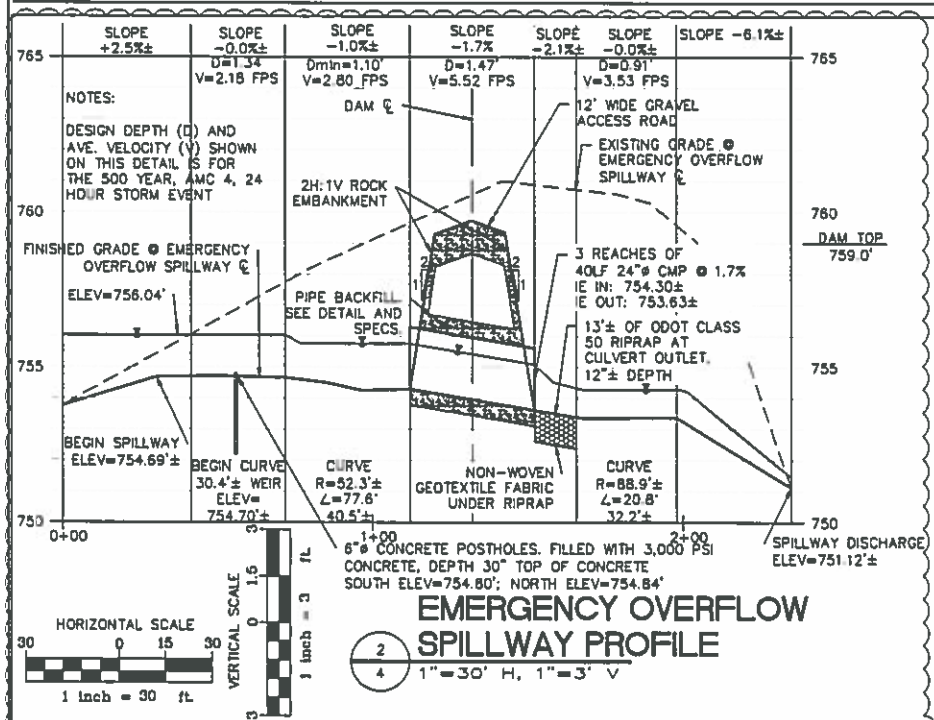 SLOPE
+2.5%±
SLOPE
-0.0%±
D=1.34
V=2.18 FPS
SLOPE
-1.0%±
Dmin=1.10'
V=2.80 FPS
SLOPE
-1.7%
D=1.47'
V=5.52 FPS
SLOPE
-2.1%±
SLOPE
-0.0%±
D=0.91'
V=3.53 FPS
SLOPE -6.1%±
765
765
NOTES:
DESIGN DEPTH (D) AND
AVE. VELOCITY (V) SHOWN
ON THIS DETAIL IS FOR
THE 500 YEAR, AMC 4, 24
HOUR STORM EVENT
DAM ℄
12' WIDE GRAVEL
ACCESS ROAD
EXISTING GRADE @
EMERGENCY OVERFLOW
SPILLWAY ℄
2H:1V ROCK
EMBANKMENT
760
760
DAM TOP
759.0'
FINISHED GRADE @ EMERGENCY
OVERFLOW SPILLWAY ℄
ELEV=756.04'
2
1
2
1
3 REACHES OF
40LF 24"ø CMP @ 1.7%
IE IN: 754.30±
IE OUT: 753.63±
PIPE BACKFILL.
SEE DETAIL AND
SPECS
13'± OF ODOT CLASS
50 RIPRAP AT
CULVERT OUTLET.
12"± DEPTH
755
755
BEGIN SPILLWAY
ELEV=754.69'±
BEGIN CURVE
30.4'± WEIR
ELEV=
754.70'±
CURVE
R=52.3'±
∠=77.6'
40.5'±
NON-WOVEN
GEOTEXTILE FABRIC
UNDER RIPRAP
CURVE
R=88.9'±
∠=20.8'
32.2'±
750
750
0+00
1+00
2+00
6"ø CONCRETE POSTHOLES. FILLED WITH 3,000 PSI
CONCRETE, DEPTH 30" TOP OF CONCRETE
SOUTH ELEV=754.80'; NORTH ELEV=754.84'
SPILLWAY DISCHARGE
ELEV=751.12'±
HORIZONTAL SCALE
30 0 15 30
1 inch = 30 ft.
VERTICAL SCALE
3 1.5 0 3
1 inch = 3 ft.
2
4
EMERGENCY OVERFLOW
SPILLWAY PROFILE
1"=30' H, 1"=3' V